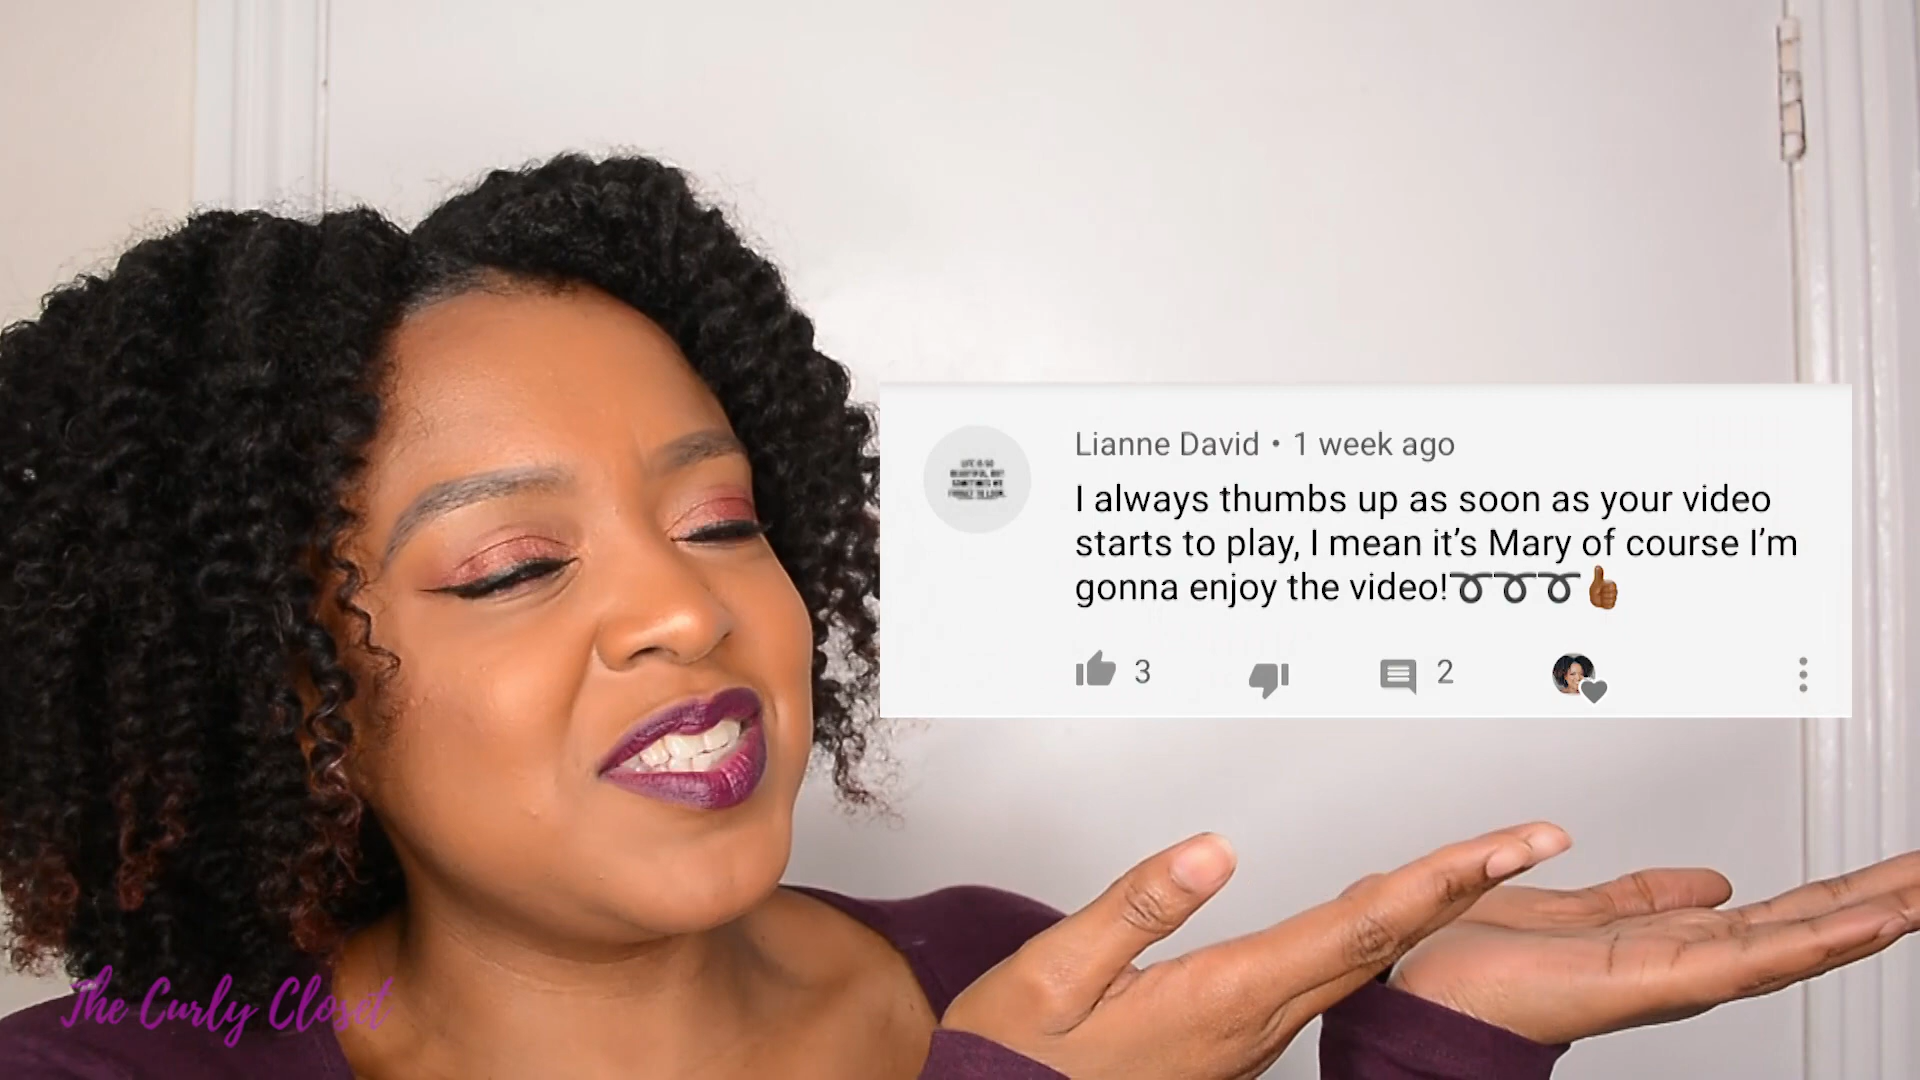 Lianne David • 1 week ago
I always thumbs up as soon as your video
starts to play, I mean it’s Mary of course I’m
gonna enjoy the video!➰➰➰👍🏾
3 2
The Curly Closet